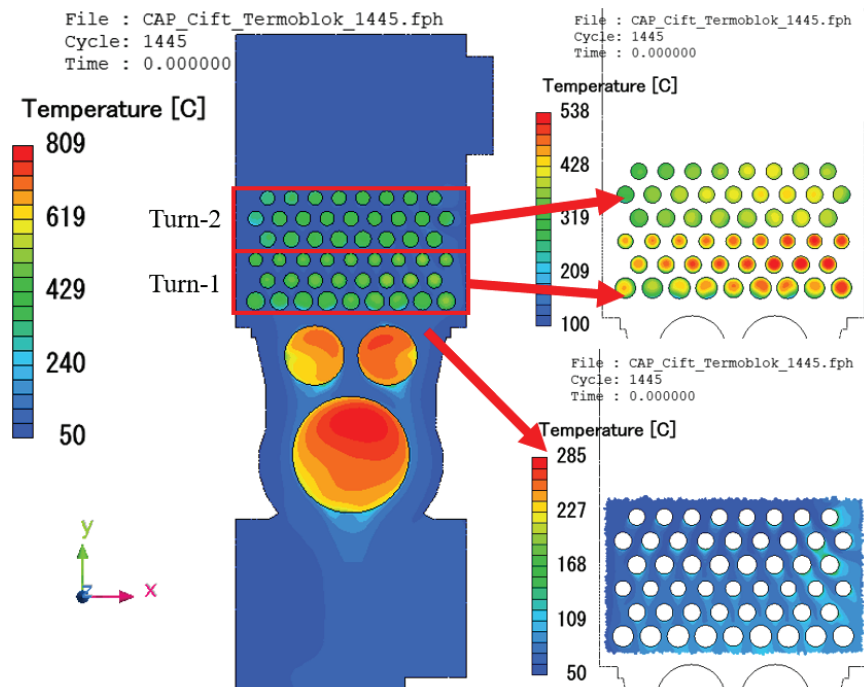 File : CAP_Cift_Termoblok_1445.fph
Cycle: 1445
Time : 0.000000
Temperature [C]
809
619
429
240
50
Turn-2
Turn-1
y
z
x
File : CAP_Cift_Termoblok_1445.fph
Cycle: 1445
Time : 0.000000
Temperature [C]
538
428
319
209
100
File : CAP_Cift_Termoblok_1445.fph
Cycle: 1445
Time : 0.000000
Temperature [C]
285
227
168
109
50